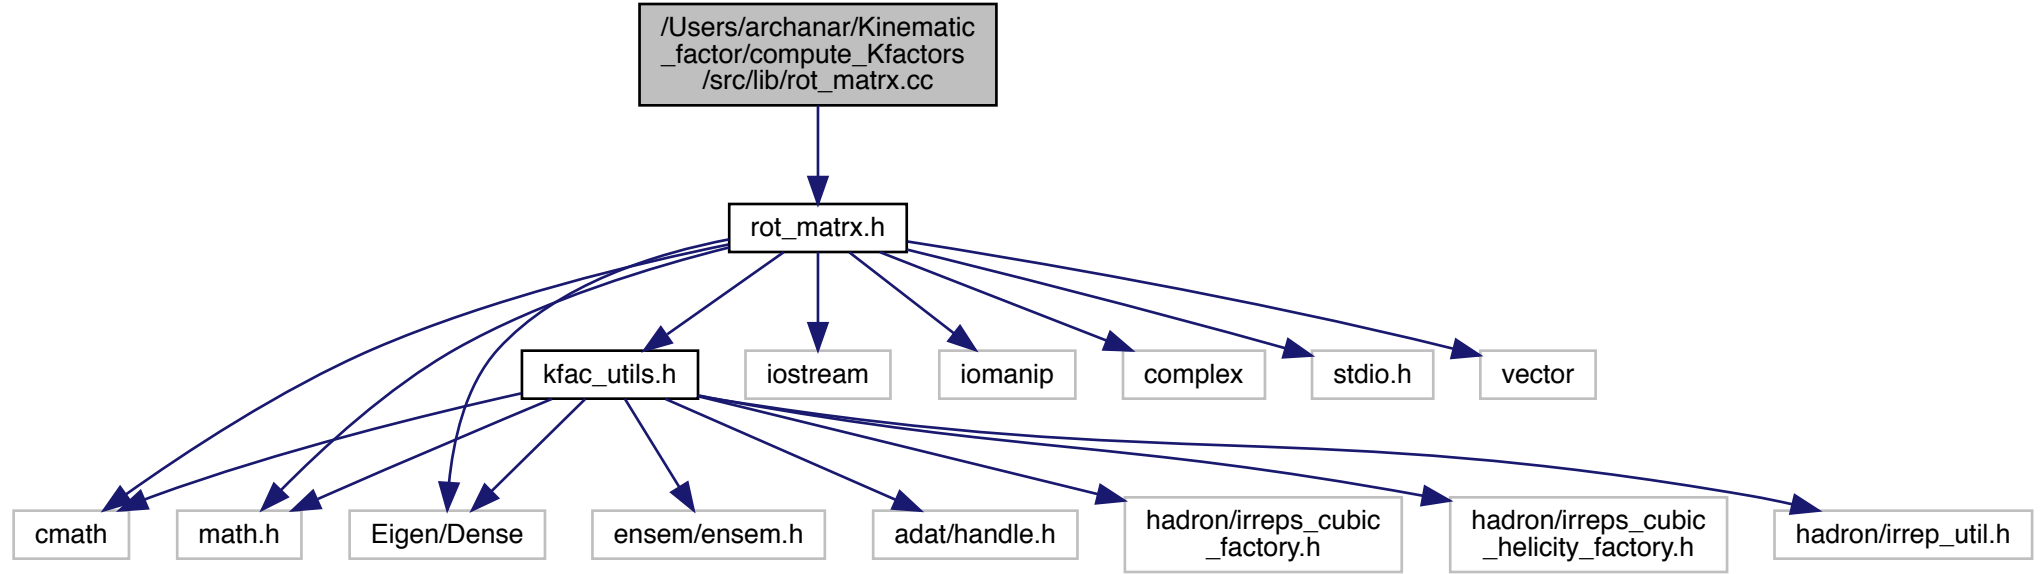 /Users/archanar/Kinematic
_factor/compute_Kfactors
/src/lib/rot_matrx.cc
rot_matrx.h
kfac_utils.h
iostream
iomanip
complex
stdio.h
vector
cmath
math.h
Eigen/Dense
ensem/ensem.h
adat/handle.h
hadron/irreps_cubic
_factory.h
hadron/irreps_cubic
_helicity_factory.h
hadron/irrep_util.h